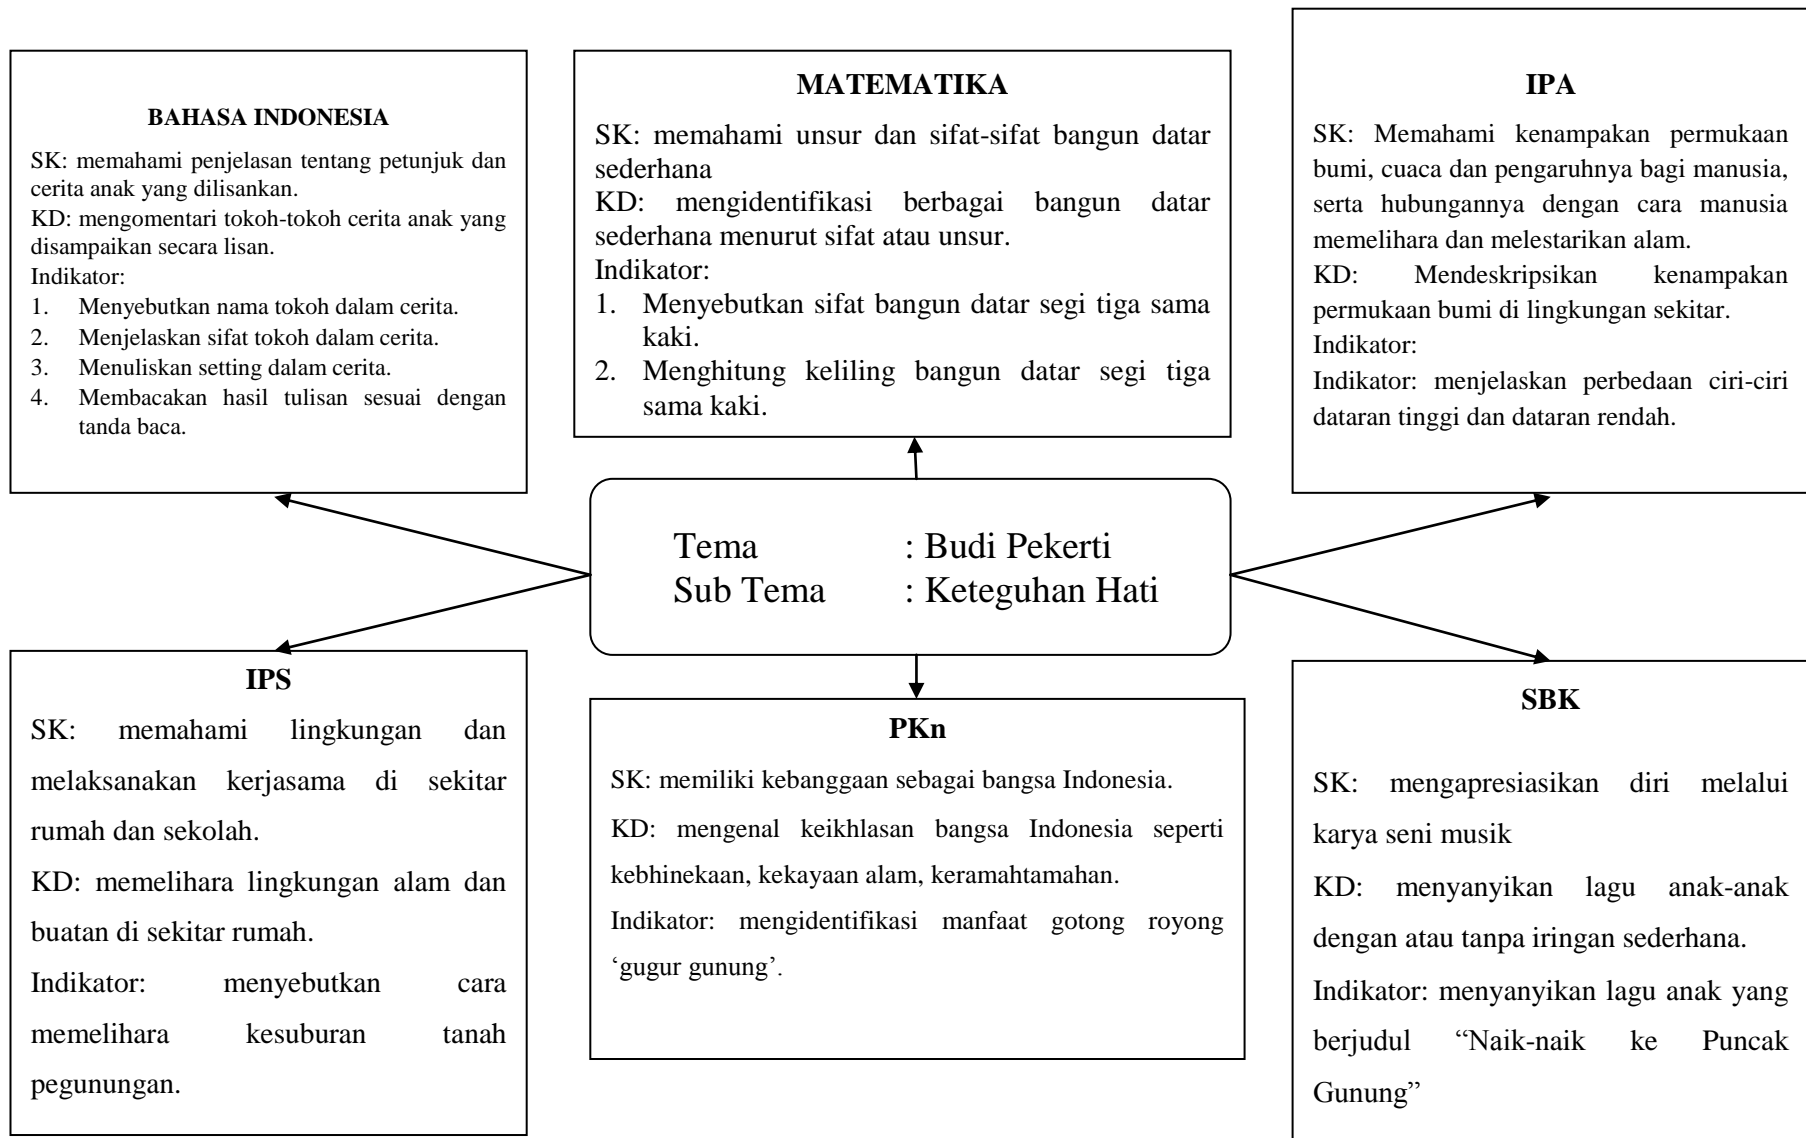 BAHASA INDONESIA
SK: memahami penjelasan tentang petunjuk dan
cerita anak yang dilisankan.
KD: mengomentari tokoh-tokoh cerita anak yang
disampaikan secara lisan.
Indikator:
1. Menyebutkan nama tokoh dalam cerita.
2. Menjelaskan sifat tokoh dalam cerita.
3. Menuliskan setting dalam cerita.
4. Membacakan hasil tulisan sesuai dengan
tanda baca.
MATEMATIKA
SK: memahami unsur dan sifat-sifat bangun datar
sederhana
KD: mengidentifikasi berbagai bangun datar
sederhana menurut sifat atau unsur.
Indikator:
1. Menyebutkan sifat bangun datar segi tiga sama
kaki.
2. Menghitung keliling bangun datar segi tiga
sama kaki.
IPA
SK: Memahami kenampakan permukaan
bumi, cuaca dan pengaruhnya bagi manusia,
serta hubungannya dengan cara manusia
memelihara dan melestarikan alam.
KD: Mendeskripsikan kenampakan
permukaan bumi di lingkungan sekitar.
Indikator:
Indikator: menjelaskan perbedaan ciri-ciri
dataran tinggi dan dataran rendah.
Tema : Budi Pekerti
Sub Tema : Keteguhan Hati
IPS
SK: memahami lingkungan dan
melaksanakan kerjasama di sekitar
rumah dan sekolah.
KD: memelihara lingkungan alam dan
buatan di sekitar rumah.
Indikator: menyebutkan cara
memelihara kesuburan tanah
pegunungan.
PKn
SK: memiliki kebanggaan sebagai bangsa Indonesia.
KD: mengenal keikhlasan bangsa Indonesia seperti
kebhinekaan, kekayaan alam, keramahtamahan.
Indikator: mengidentifikasi manfaat gotong royong
‘gugur gunung’.
SBK
SK: mengapresiasikan diri melalui
karya seni musik
KD: menyanyikan lagu anak-anak
dengan atau tanpa iringan sederhana.
Indikator: menyanyikan lagu anak yang
berjudul “Naik-naik ke Puncak
Gunung”